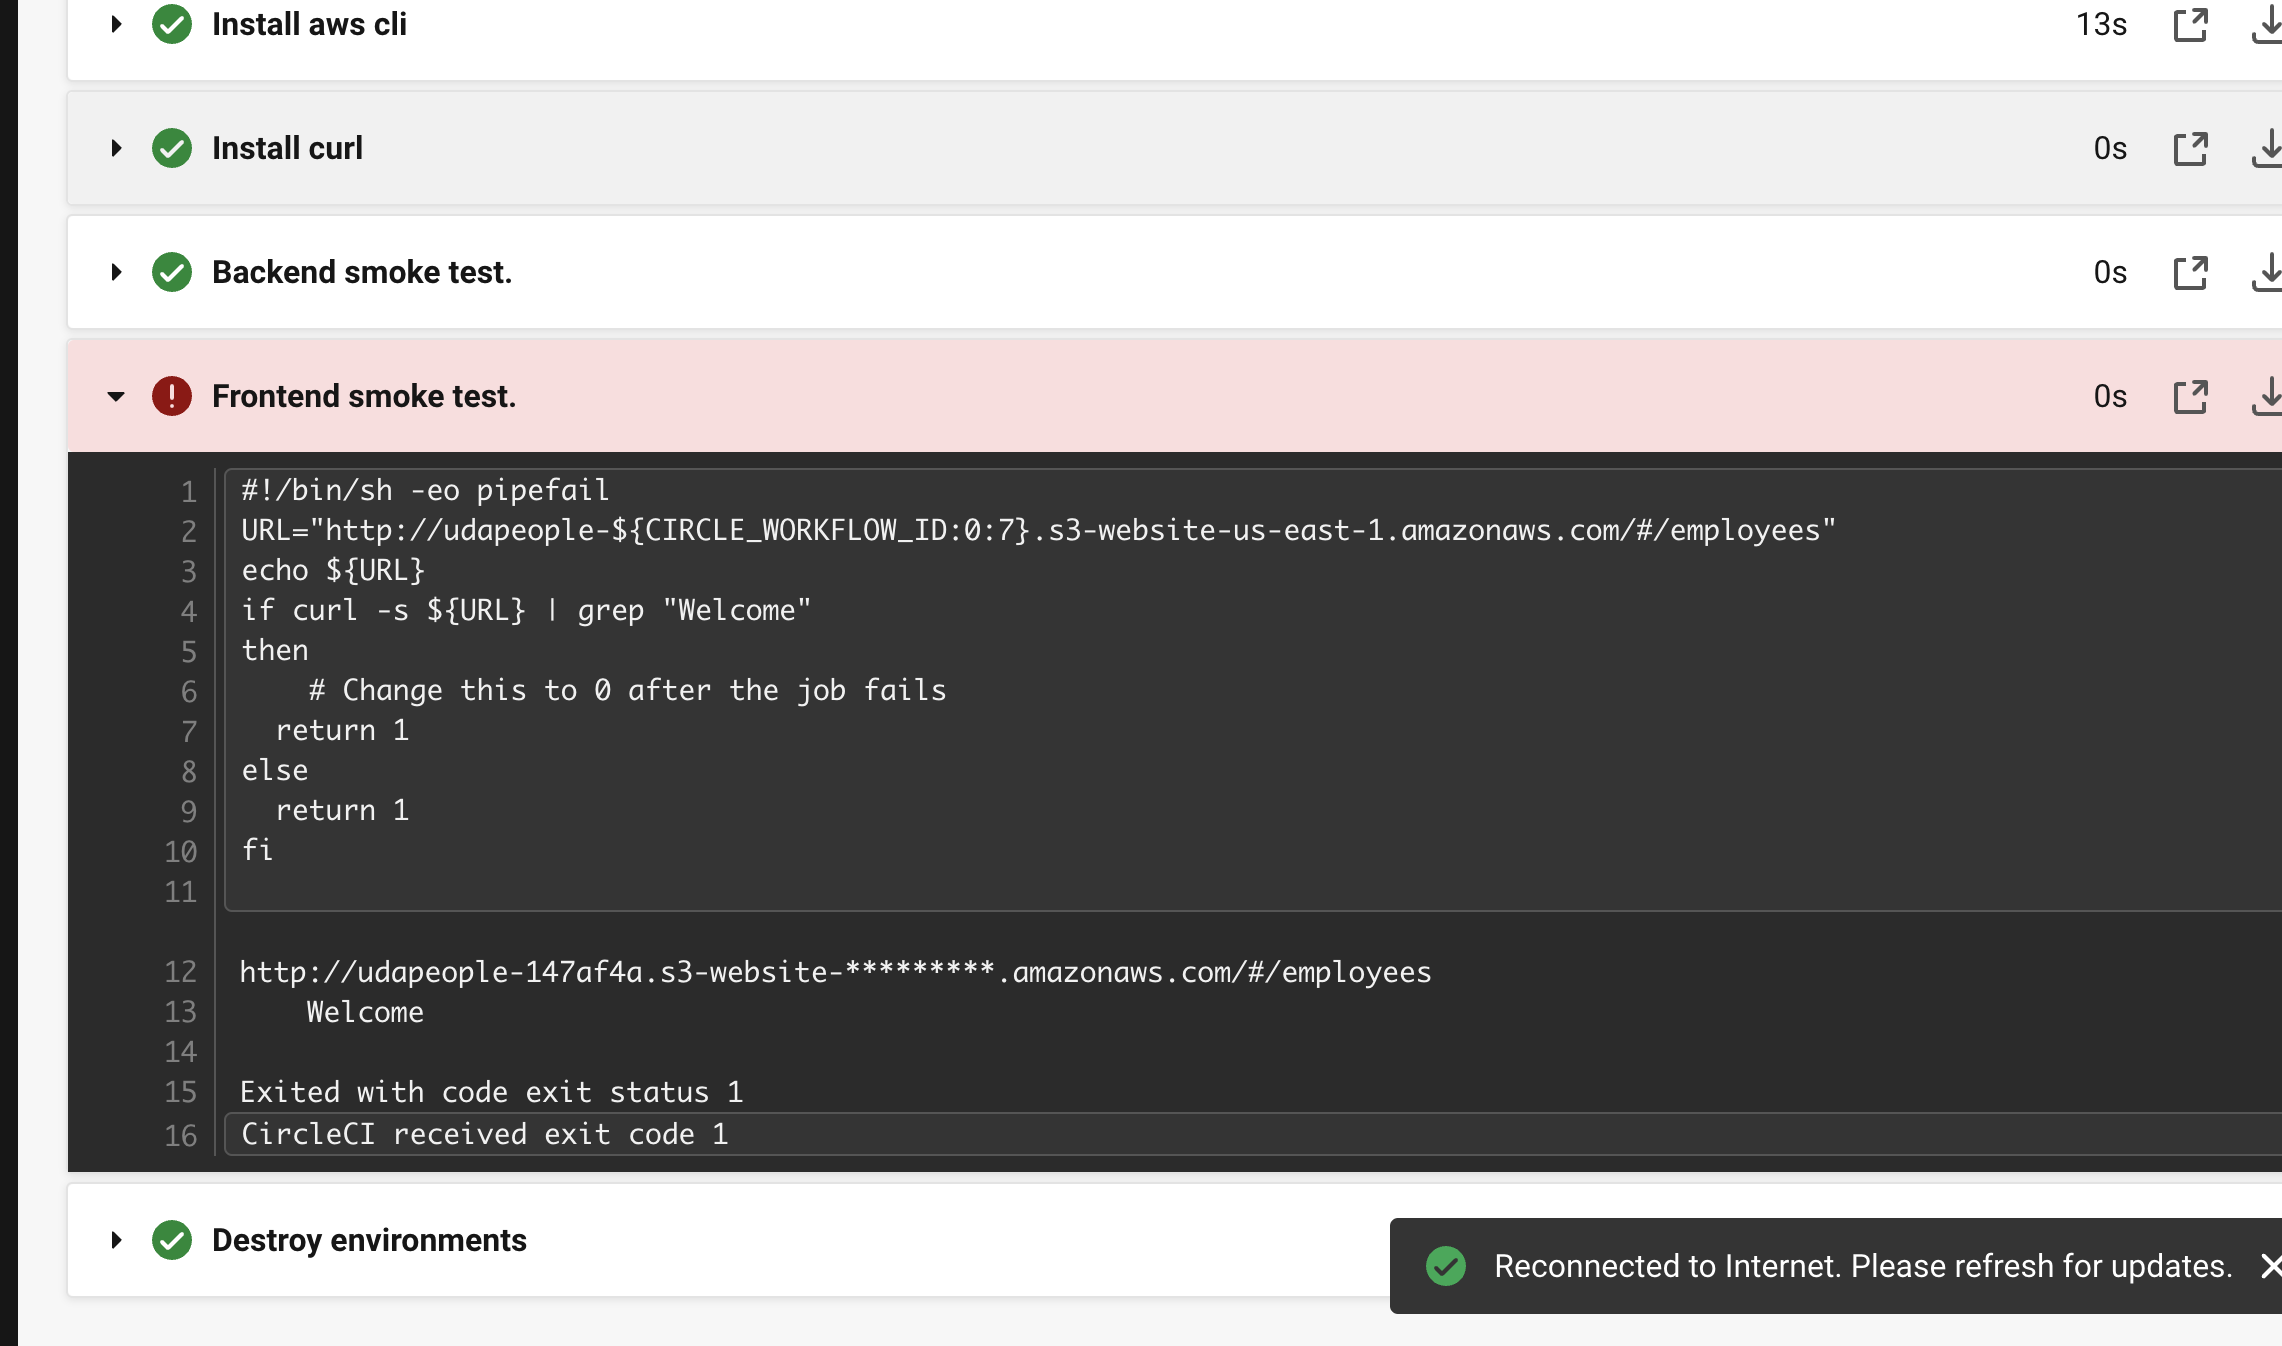 Install aws cli 13s
Install curl 0s
Backend smoke test. 0s
Frontend smoke test. 0s
1 #!/bin/sh -eo pipefail
2 URL="http://udapeople-${CIRCLE_WORKFLOW_ID:0:7}.s3-website-us-east-1.amazonaws.com/#/employees"
3 echo ${URL}
4 if curl -s ${URL} | grep "Welcome"
5 then
6     # Change this to 0 after the job fails
7   return 1
8 else
9   return 1
10 fi
11
12 http://udapeople-147af4a.s3-website-*********.amazonaws.com/#/employees
13     Welcome
14
15 Exited with code exit status 1
16 CircleCI received exit code 1
Destroy environments
Reconnected to Internet. Please refresh for updates.